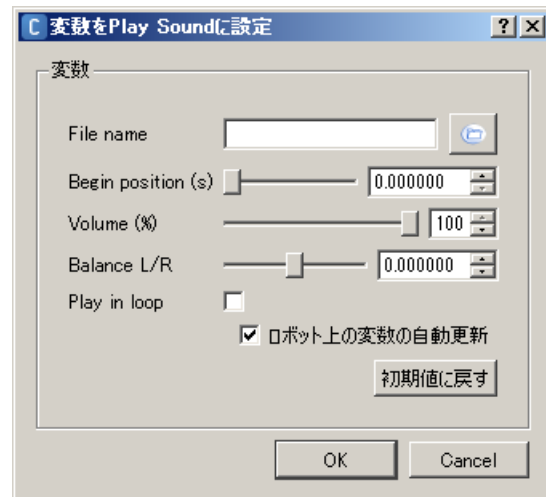 C 変数をPlay Soundに設定 ? ×
変数
File name
Begin position (s) 0.000000
Volume (%) 100
Balance L/R 0.000000
Play in loop
ロボット上の変数の自動更新
初期値に戻す
OK Cancel